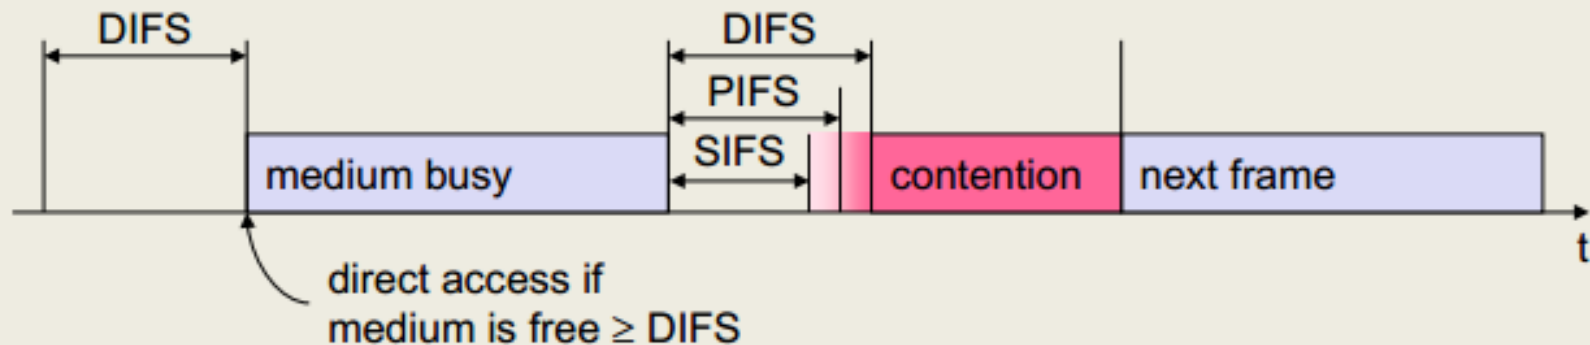 DIFS
DIFS
PIFS
SIFS
medium busy
contention
next frame
t
direct access if
medium is free ≥ DIFS